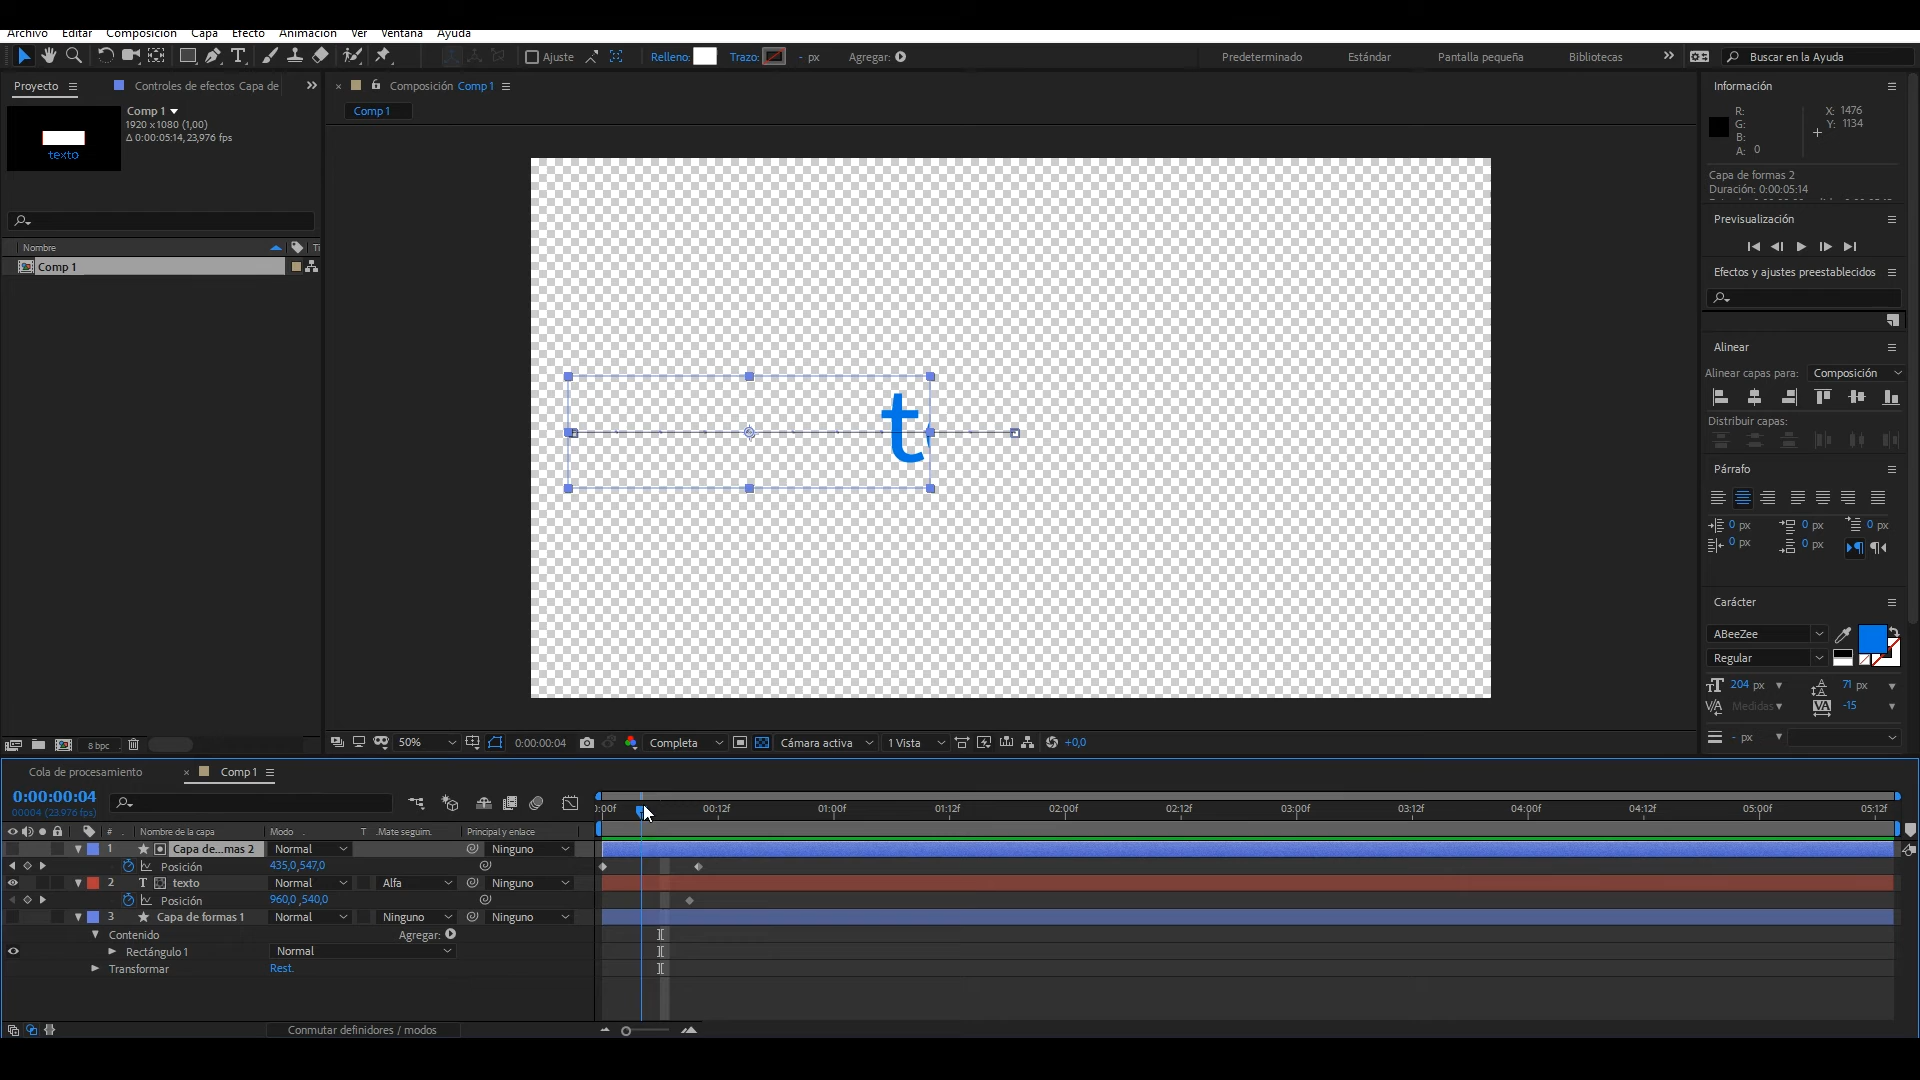 Archivo Editar Composición Capa Efecto Animación Ver Ventana Ayuda
Ajuste Relleno: Trazo: - px Agregar: Predeterminado Estándar Pantalla pequeña Bibliotecas Buscar en la Ayuda
Proyecto Controles de efectos Capa de
Composición Comp 1
Comp 1
Comp 1
1920 x1080 (1,00)
Δ 0:00:05:14, 23,976 fps
texto
Nombre Ti
Comp 1
t
8 bpc
50% 0:00:00:04 Completa Cámara activa 1 Vista +0,0
Información
R: X: 1476
G: Y: 1134
B:
A: 0
Capa de formas 2
Duración: 0:00:05:14
Previsualización
Efectos y ajustes preestablecidos
Alinear
Alinear capas para: Composición
Distribuir capas:
Párrafo
0 px 0 px 0 px
0 px 0 px
Carácter
ABeeZee
Regular
204 px 71 px
Medidas -15
- px
Cola de procesamiento Comp 1
0:00:00:04
00004 (23.976 fps)
:00f 00:12f 01:00f 01:12f 02:00f 02:12f 03:00f 03:12f 04:00f 04:12f 05:00f 05:12f
# Nombre de la capa Modo T .Mate seguim. Principal y enlace
1 Capa de...mas 2 Normal Ninguno
Posición 435,0,547,0
2 T texto Normal Alfa Ninguno
Posición 960,0,540,0
3 Capa de formas 1 Normal Ninguno Ninguno
Contenido Agregar:
Rectángulo 1 Normal
Transformar Rest.
Conmutar definidores / modos